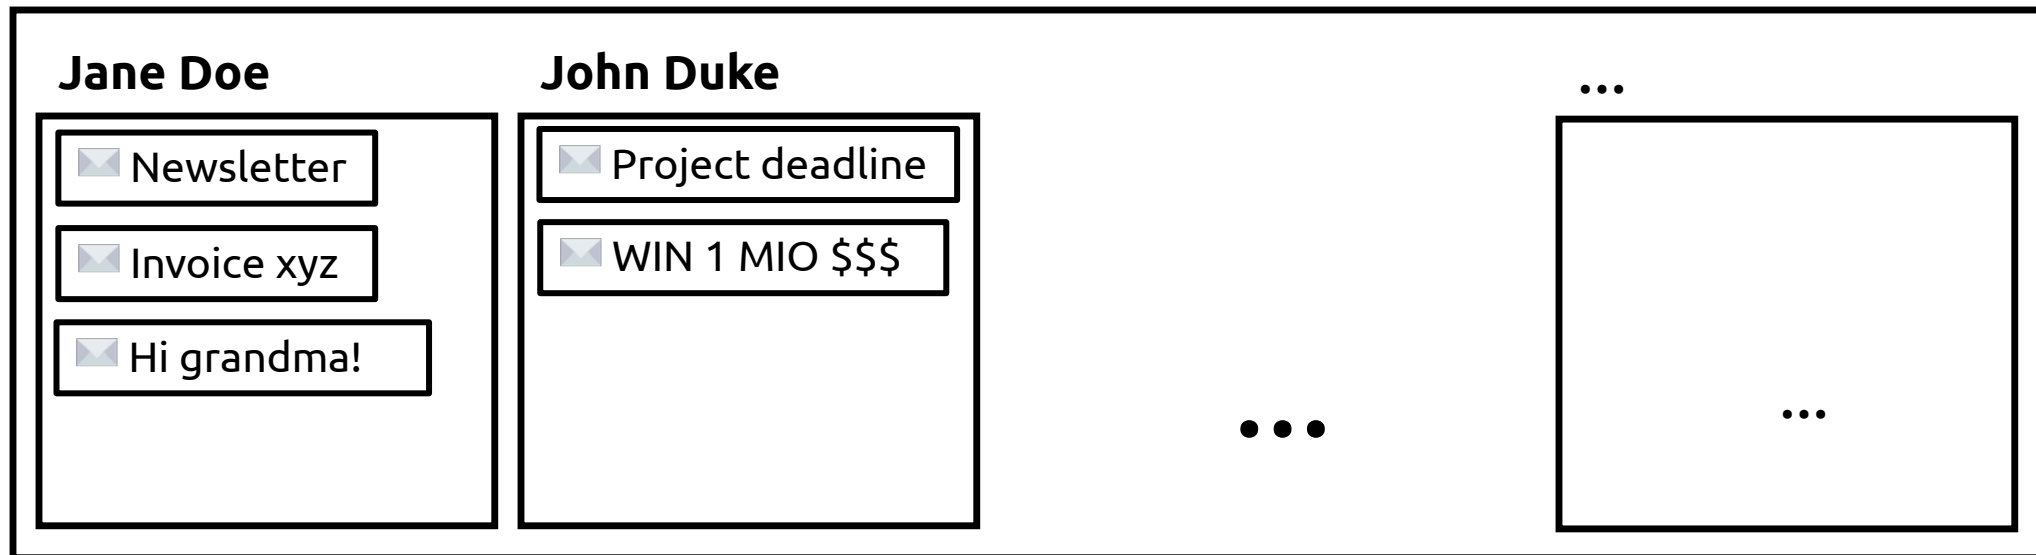 Jane Doe
Newsletter
Invoice xyz
Hi grandma!
John Duke
Project deadline
WIN 1 MIO $$$
...
...
...